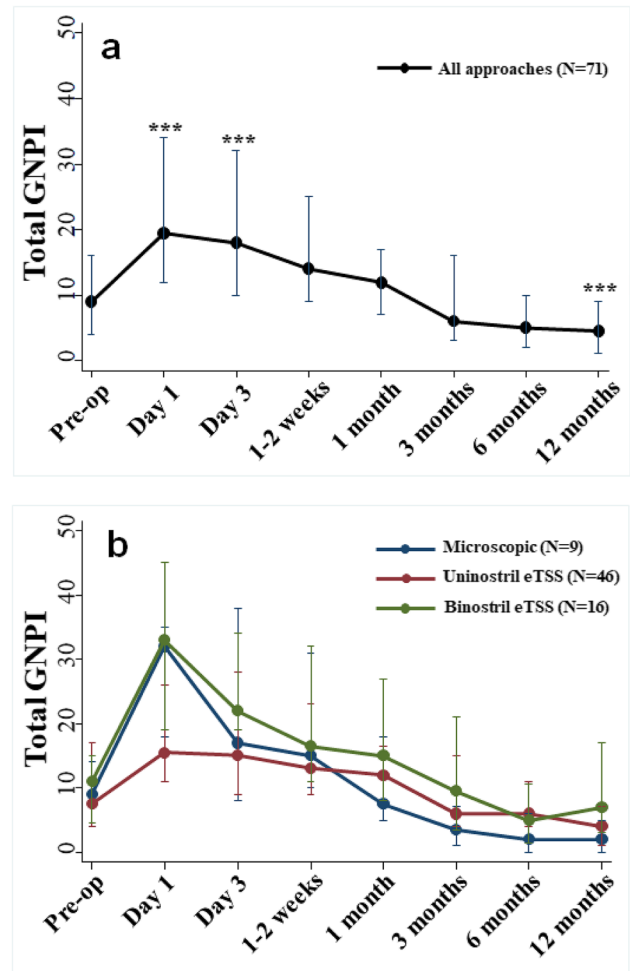 a
All approaches (N=71)
Total GNPI
50
40
30
20
10
0
***
***
***
Pre-op
Day 1
Day 3
1-2 weeks
1 month
3 months
6 months
12 months
b
Microscopic (N=9)
Uninostril eTSS (N=46)
Binostril eTSS (N=16)
Total GNPI
50
40
30
20
10
0
Pre-op
Day 1
Day 3
1-2 weeks
1 month
3 months
6 months
12 months